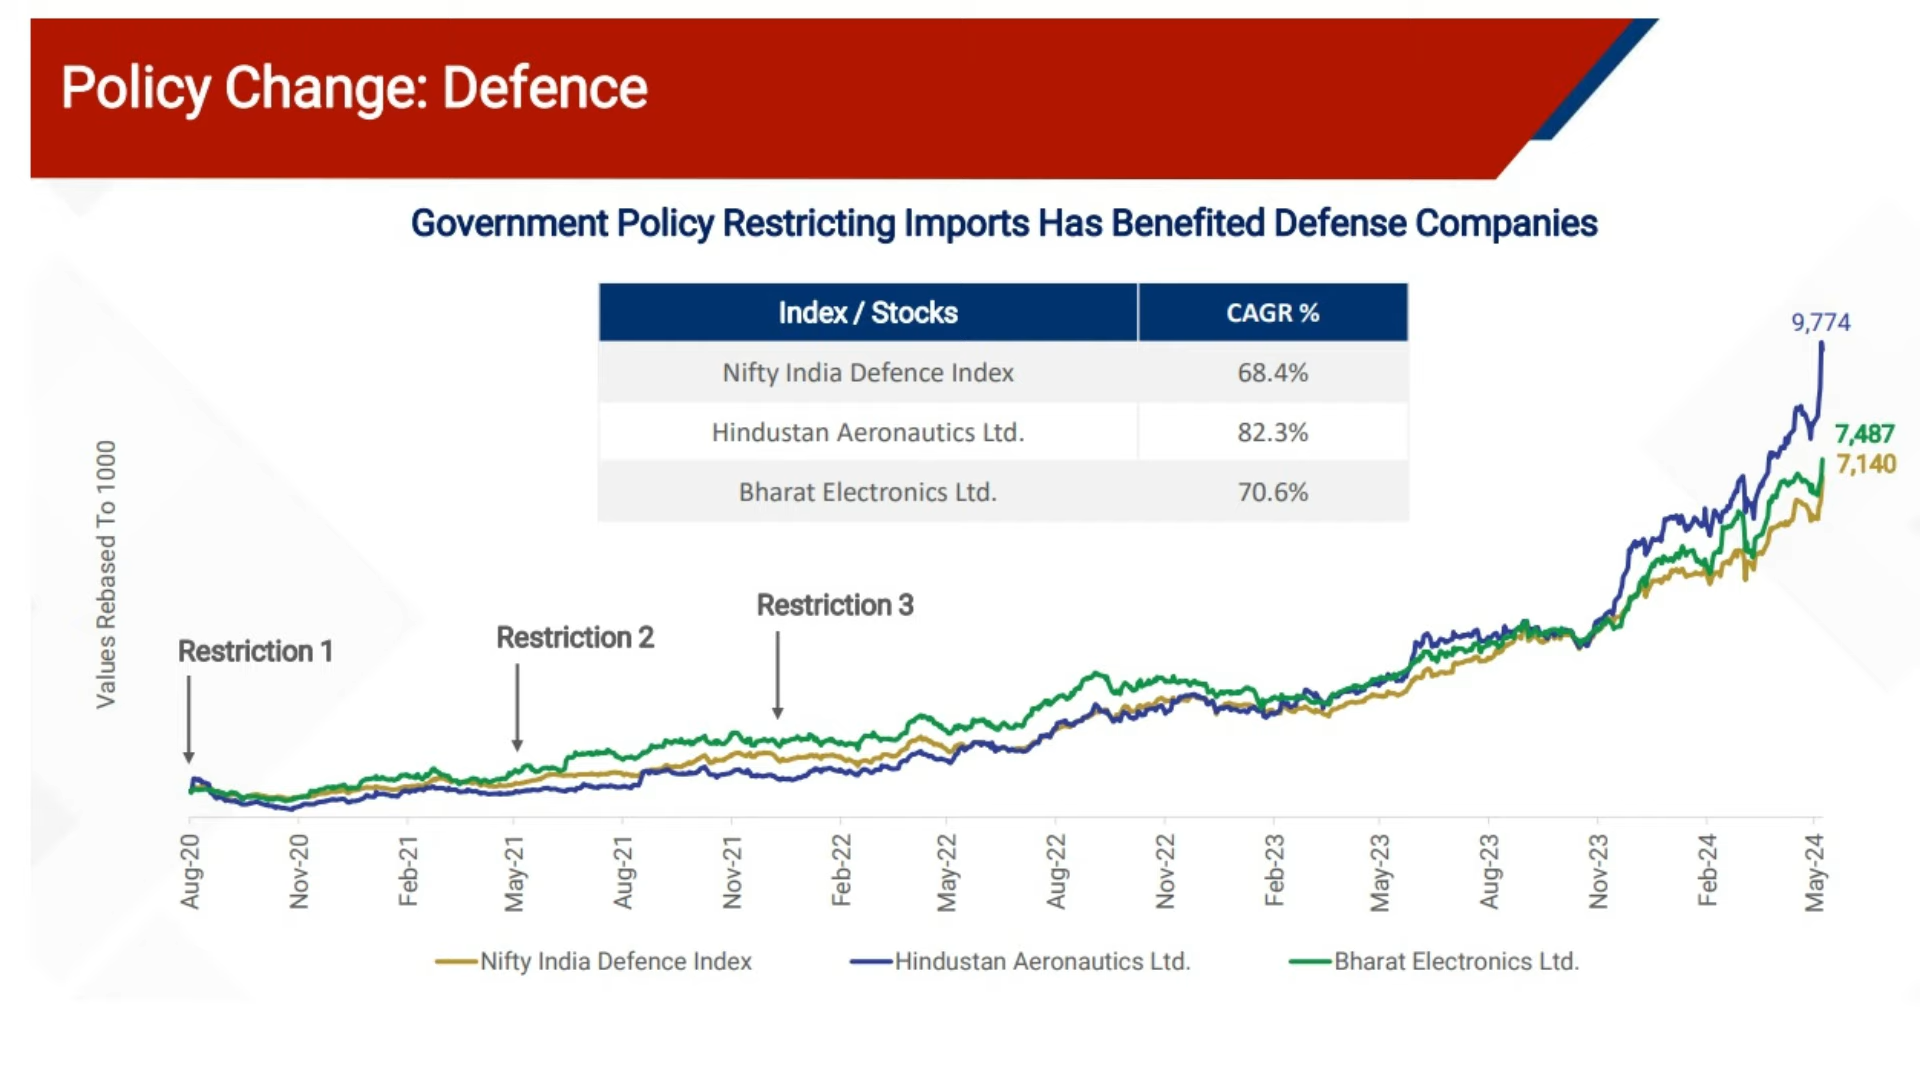 Policy Change: Defence
Government Policy Restricting Imports Has Benefited Defense Companies
Index / Stocks CAGR %
Nifty India Defence Index 68.4%
Hindustan Aeronautics Ltd. 82.3%
Bharat Electronics Ltd. 70.6%
Values Rebased To 1000
Restriction 1
Restriction 2
Restriction 3
9,774
7,487
7,140
Aug-20 Nov-20 Feb-21 May-21 Aug-21 Nov-21 Feb-22 May-22 Aug-22 Nov-22 Feb-23 May-23 Aug-23 Nov-23 Feb-24 May-24
Nifty India Defence Index Hindustan Aeronautics Ltd. Bharat Electronics Ltd.